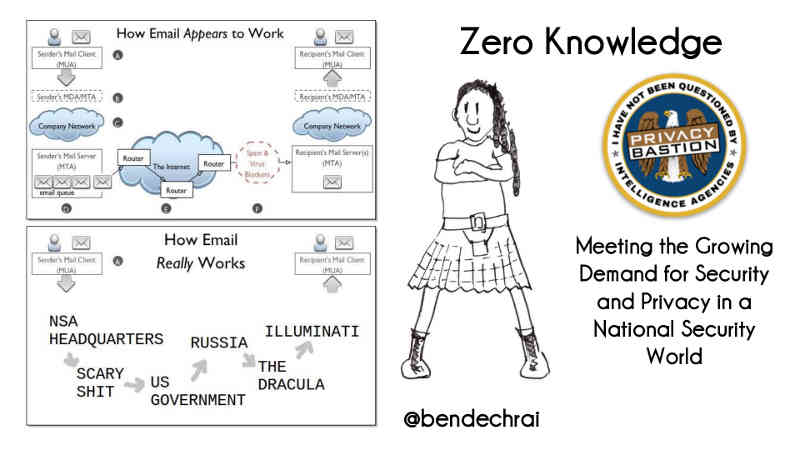 How Email Appears to Work
Sender's Mail Client
(MUA)
A
Recipient's Mail Client
(MUA)
Sender's MDA/MTA
B
Recipient's MDA/MTA
Company Network
C
Company Network
Sender's Mail Server
(MTA)
email queue
Router
The Internet
Router
Router
Spam &
Virus
Blockers
Recipient's Mail Server(s)
(MTA)
D
E
F
How Email
Really Works
Sender's Mail Client
(MUA)
A
Recipient's Mail Client
(MUA)
NSA
HEADQUARTERS
SCARY
SHIT
US
GOVERNMENT
RUSSIA
THE
DRACULA
ILLUMINATI
Zero Knowledge
I HAVE NOT BEEN QUESTIONED BY
PRIVACY
BASTION
INTELLIGENCE AGENCIES
Meeting the Growing
Demand for Security
and Privacy in a
National Security
World
@bendechrai